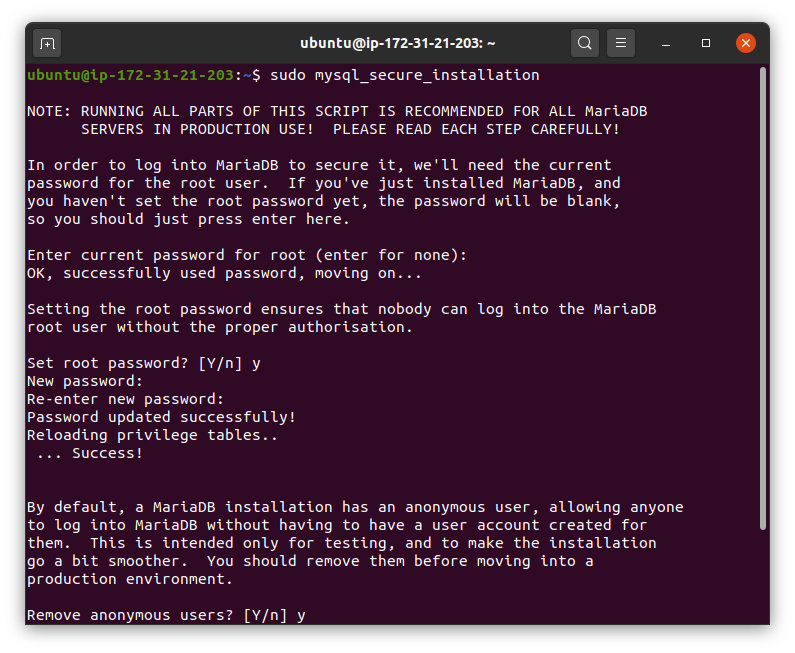 ubuntu@ip-172-31-21-203: ~
ubuntu@ip-172-31-21-203:~$ sudo mysql_secure_installation
NOTE: RUNNING ALL PARTS OF THIS SCRIPT IS RECOMMENDED FOR ALL MariaDB
SERVERS IN PRODUCTION USE!  PLEASE READ EACH STEP CAREFULLY!
In order to log into MariaDB to secure it, we'll need the current
password for the root user.  If you've just installed MariaDB, and
you haven't set the root password yet, the password will be blank,
so you should just press enter here.
Enter current password for root (enter for none):
OK, successfully used password, moving on...
Setting the root password ensures that nobody can log into the MariaDB
root user without the proper authorisation.
Set root password? [Y/n] y
New password:
Re-enter new password:
Password updated successfully!
Reloading privilege tables..
 ... Success!
By default, a MariaDB installation has an anonymous user, allowing anyone
to log into MariaDB without having to have a user account created for
them.  This is intended only for testing, and to make the installation
go a bit smoother.  You should remove them before moving into a
production environment.
Remove anonymous users? [Y/n] y